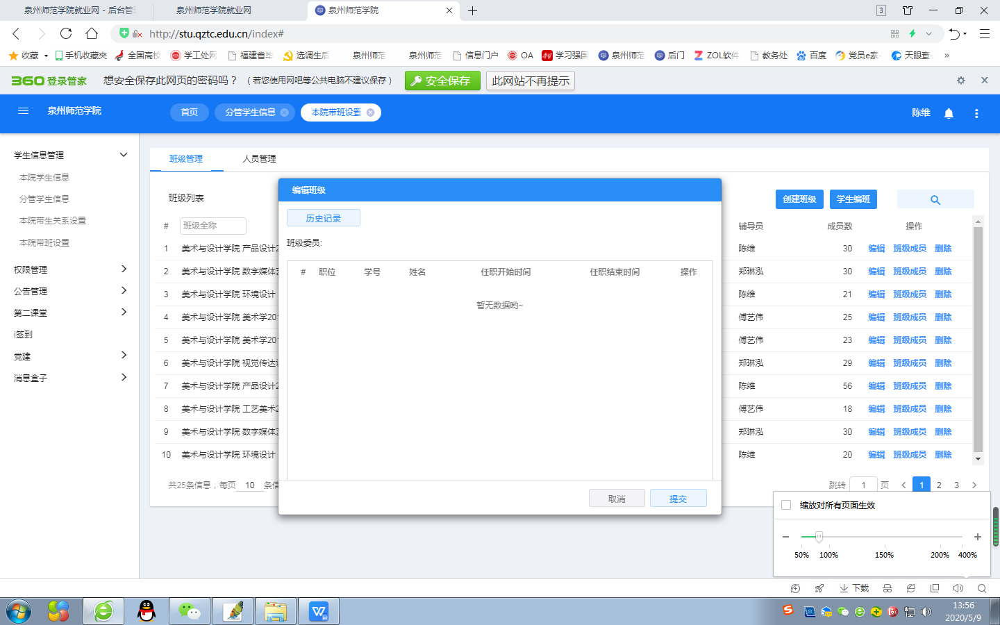 泉州师范学院就业网 - 后台管
泉州师范学院就业网
泉州师范学院
3
http://stu.qztc.edu.cn/index#
收藏
手机收藏夹
全国高校
学工处网
福建省毕
选调生后
泉州师范
泉州师范
信息门户
OA
学习强国
泉州师范
后门
ZOL软件
教务处
百度
党员e家-
天眼查-
»
360登录管家
想安全保存此网页的密码吗？
（若您使用网吧等公共电脑不建议保存）
安全保存
此网站不再提示
泉州师范学院
首页
分管学生信息
本院带班设置
陈维
学生信息管理
本院学生信息
分管学生信息
本院带生关系设置
本院带班设置
权限管理
公告管理
第二课堂
i签到
党建
消息盒子
班级管理
人员管理
班级列表
创建班级
学生编班
# 班级全称 辅导员 成员数 操作
1 美术与设计学院 产品设计2 陈维 30 编辑 班级成员 删除
2 美术与设计学院 数字媒体艺 郑琳泓 30 编辑 班级成员 删除
3 美术与设计学院 环境设计 陈维 21 编辑 班级成员 删除
4 美术与设计学院 美术学201 傅艺伟 25 编辑 班级成员 删除
5 美术与设计学院 美术学201 傅艺伟 23 编辑 班级成员 删除
6 美术与设计学院 视觉传达设 郑琳泓 29 编辑 班级成员 删除
7 美术与设计学院 产品设计2 陈维 56 编辑 班级成员 删除
8 美术与设计学院 工艺美术2 傅艺伟 18 编辑 班级成员 删除
9 美术与设计学院 数字媒体艺 郑琳泓 30 编辑 班级成员 删除
10 美术与设计学院 环境设计 陈维 20 编辑 班级成员 删除
共25条信息，每页 10 条信
跳转 1 页 1 2 3
编辑班级
历史记录
班级委员:
# 职位 学号 姓名 任职开始时间 任职结束时间 操作
暂无数据哟~
取消
提交
缩放对所有页面生效
50% 100% 150% 200% 400%
下载
13:56
2020/5/9